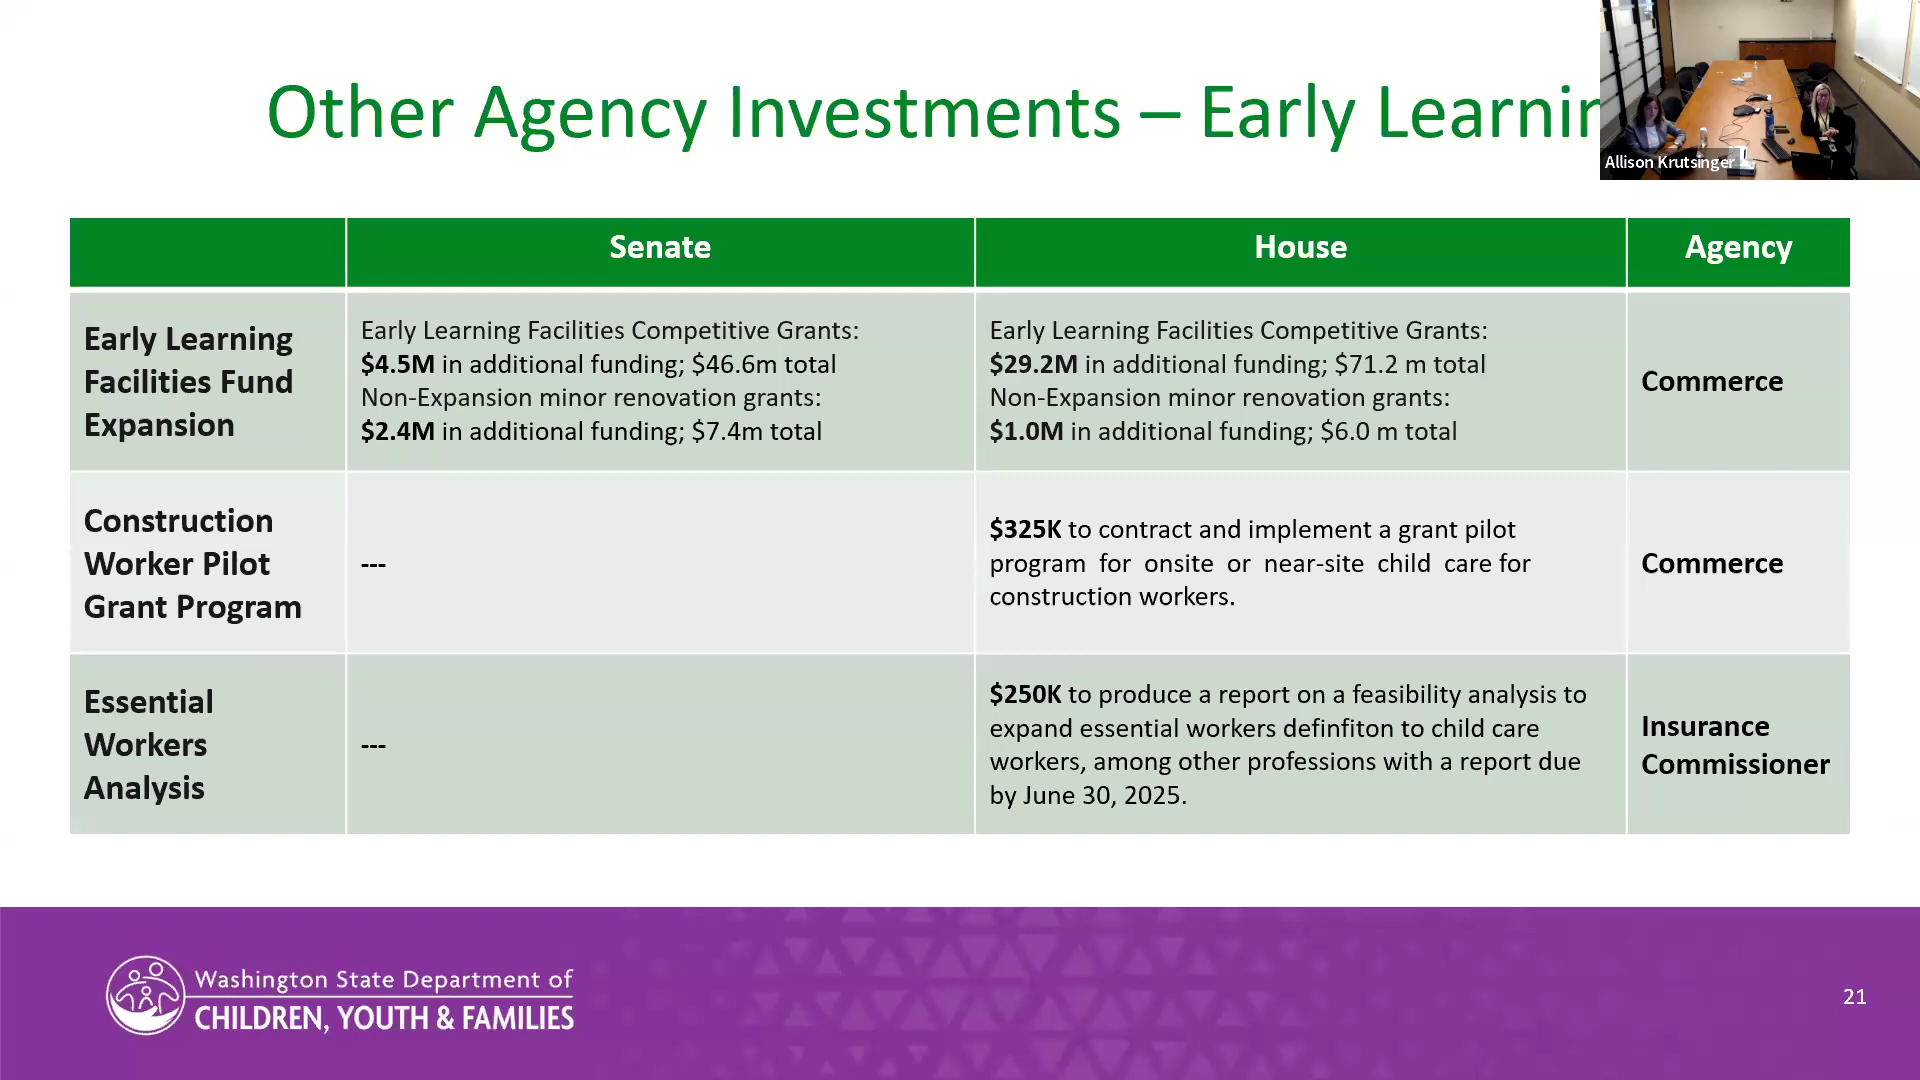 Other Agency Investments – Early Learnin
Allison Krutsinger
Senate
House
Agency
Early Learning
Facilities Fund
Expansion
Early Learning Facilities Competitive Grants:
$4.5M in additional funding; $46.6m total
Non-Expansion minor renovation grants:
$2.4M in additional funding; $7.4m total
Early Learning Facilities Competitive Grants:
$29.2M in additional funding; $71.2 m total
Non-Expansion minor renovation grants:
$1.0M in additional funding; $6.0 m total
Commerce
Construction
Worker Pilot
Grant Program
---
$325K to contract and implement a grant pilot
program for onsite or near-site child care for
construction workers.
Commerce
Essential
Workers
Analysis
---
$250K to produce a report on a feasibility analysis to
expand essential workers definfiton to child care
workers, among other professions with a report due
by June 30, 2025.
Insurance
Commissioner
Washington State Department of
CHILDREN, YOUTH & FAMILIES
21